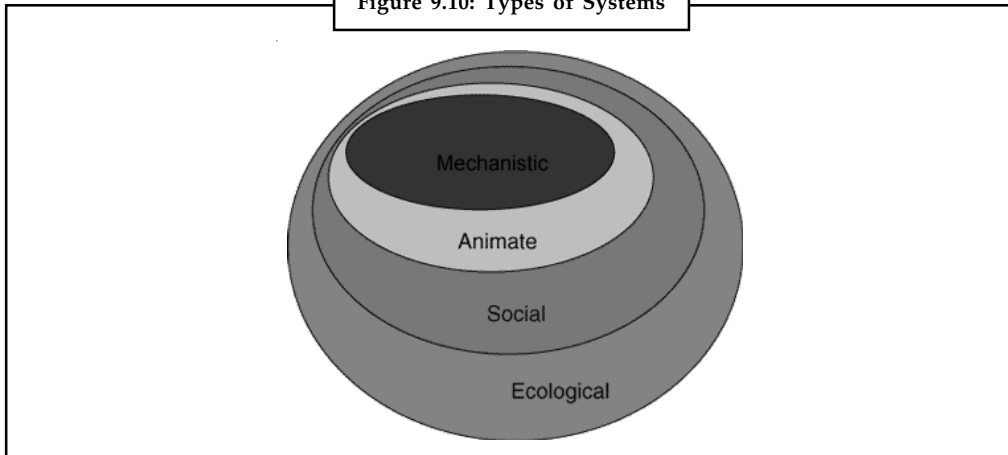 Figure 9.10: Types of Systems
Mechanistic
Animate
Social
Ecological